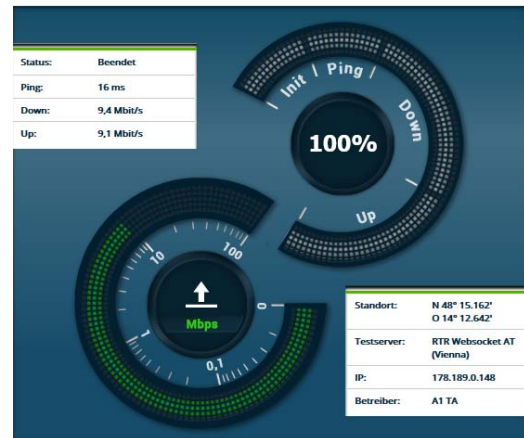 Status: Beendet
Ping: 16 ms
Down: 9,4 Mbit/s
Up: 9,1 Mbit/s
Init Ping Down Up
100%
0 0,1 1 10 100
Mbps
Standort: N 48° 15.162'
O 14° 12.642'
Testserver: RTR Websocket AT
(Vienna)
IP: 178.189.0.148
Betreiber: A1 TA